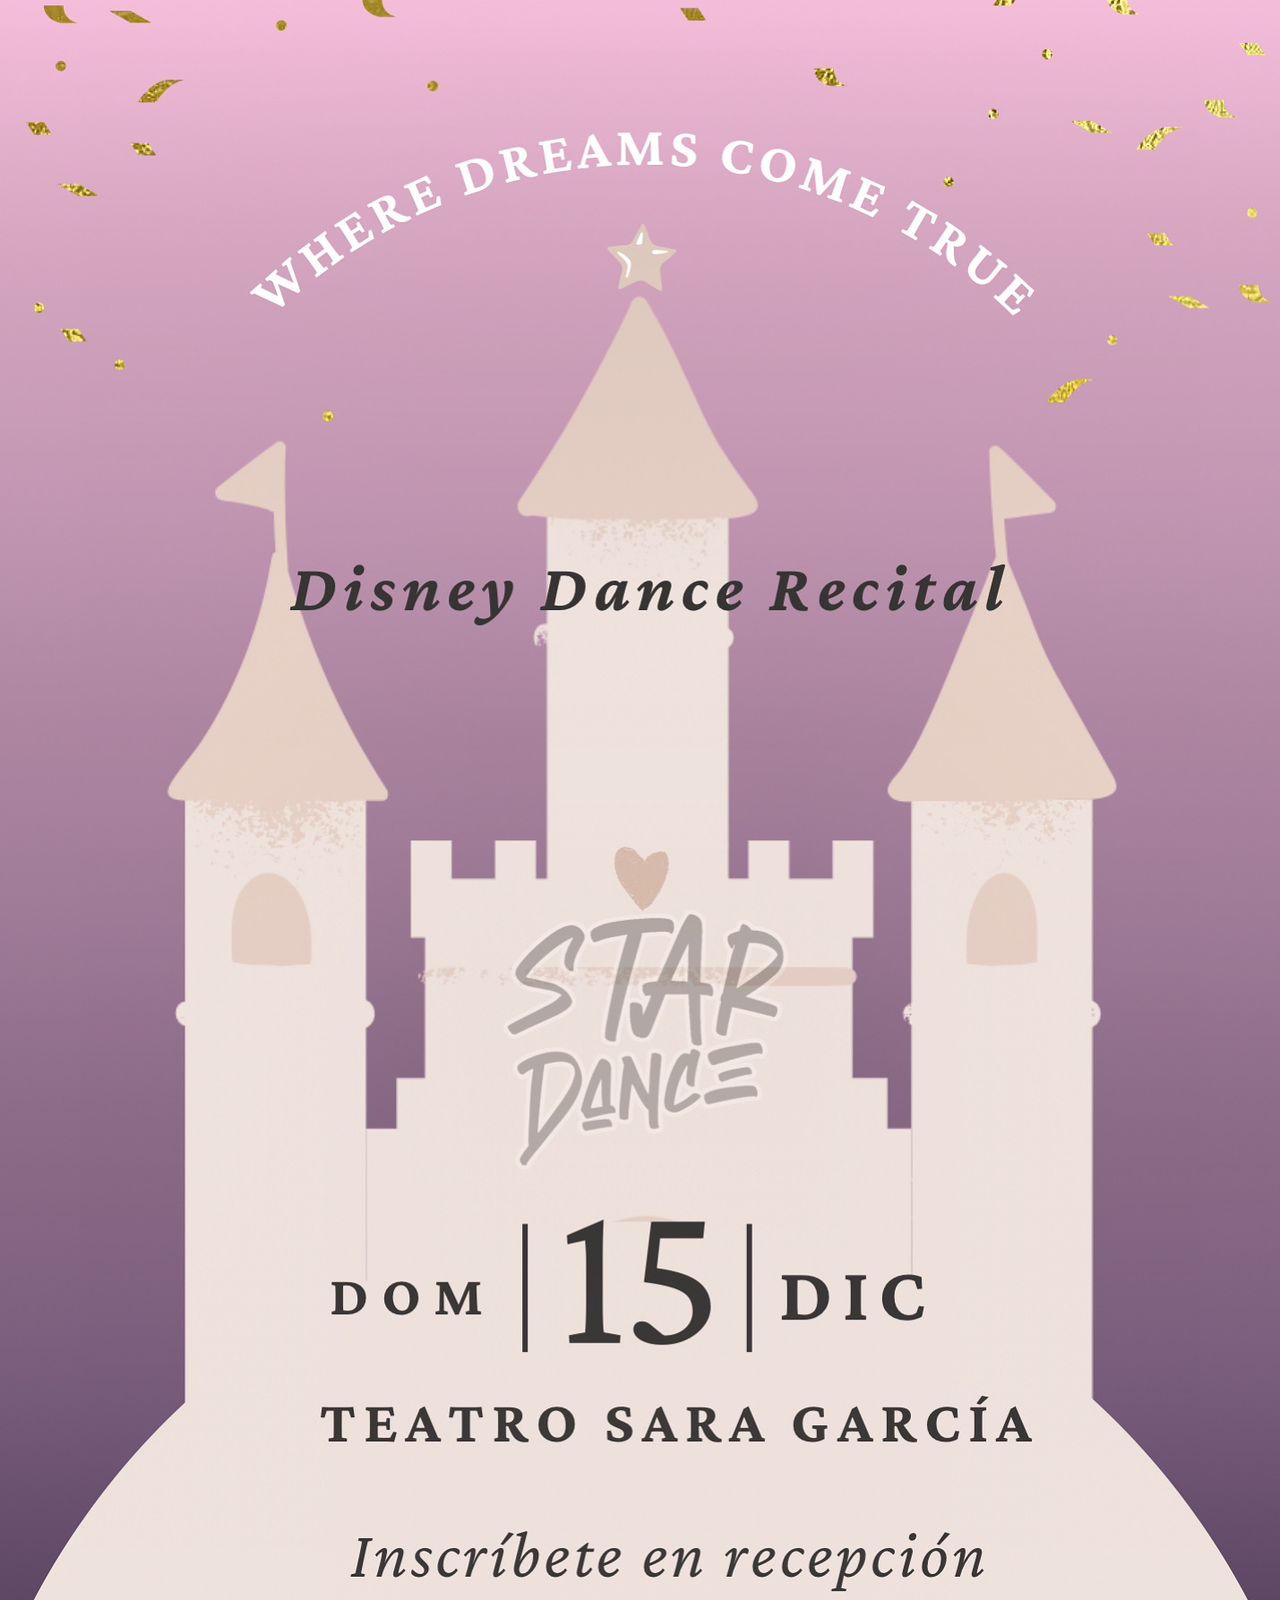 WHERE DREAMS COME TRUE
Disney Dance Recital
STAR
DANCE
DOM | 15 | DIC
TEATRO SARA GARCÍA
Inscríbete en recepción